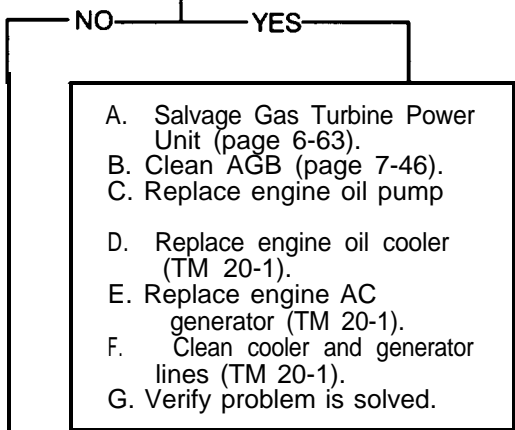 NO YES
A. Salvage Gas Turbine Power
Unit (page 6-63).
B. Clean AGB (page 7-46).
C. Replace engine oil pump
D. Replace engine oil cooler
(TM 20-1).
E. Replace engine AC
generator (TM 20-1).
F. Clean cooler and generator
lines (TM 20-1).
G. Verify problem is solved.